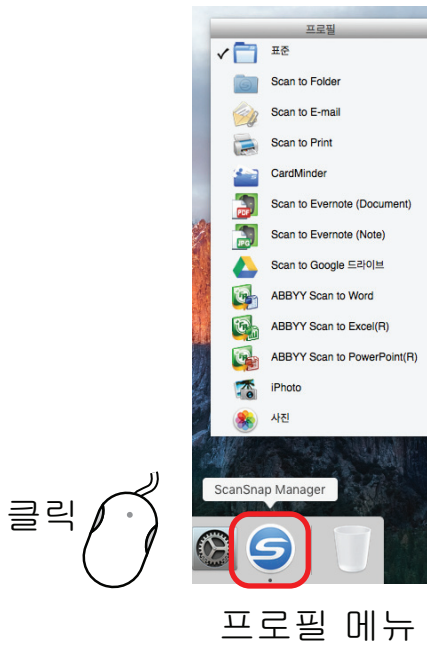 프로필
표준
Scan to Folder
Scan to E-mail
Scan to Print
CardMinder
PDF
Scan to Evernote (Document)
JPG
Scan to Evernote (Note)
Scan to Google 드라이브
ABBYY Scan to Word
ABBYY Scan to Excel(R)
ABBYY Scan to PowerPoint(R)
iPhoto
사진
ScanSnap Manager
클릭
프로필 메뉴